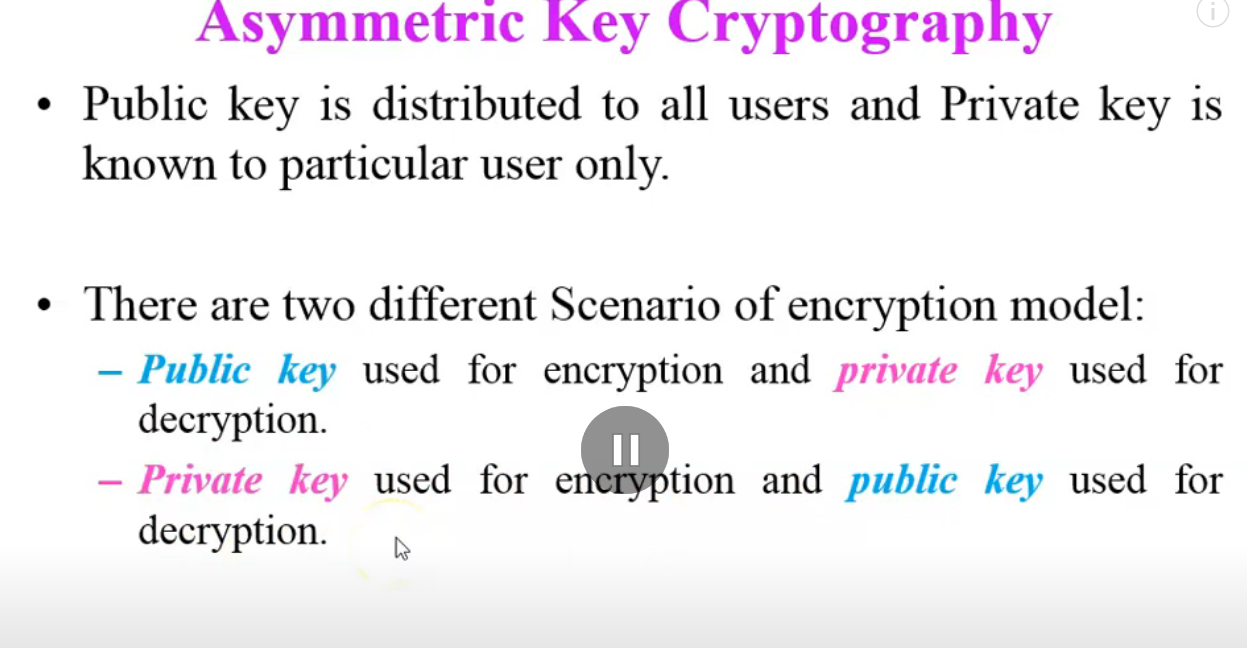 Asymmetric Key Cryptography
• Public key is distributed to all users and Private key is
known to particular user only.
• There are two different Scenario of encryption model:
– Public key used for encryption and private key used for
decryption.
– Private key used for encryption and public key used for
decryption.